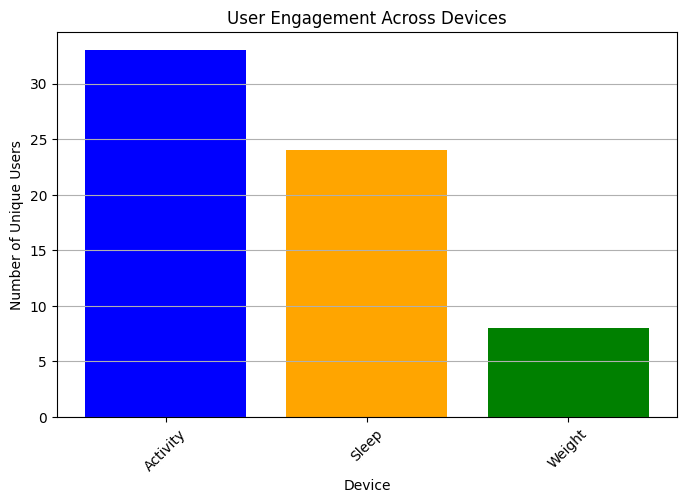 User Engagement Across Devices
Number of Unique Users
30
25
20
15
10
5
0
Activity
Sleep
Weight
Device